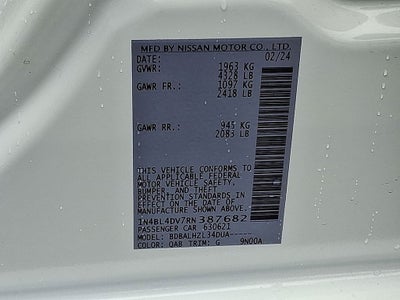 MFD BY NISSAN MOTOR CO., LTD.
DATE: 02/24
GVWR: 1963 KG
4328 LB
GAWR FR.: 1097 KG
2418 LB
GAWR RR.: 945 KG
2083 LB
THIS VEHICLE CONFORMS TO
ALL APPLICABLE FEDERAL
MOTOR VEHICLE SAFETY,
BUMPER, AND THEFT
PREVENTION STANDARDS IN
EFFECT ON THE DATE OF
MANUFACTURE SHOWN ABOVE.
1N4BL4DV7RN387682
PASSENGER CAR 630621
MODEL: BDBALHZL34DUA-----
COLOR: QAB TRIM: G 9N00A